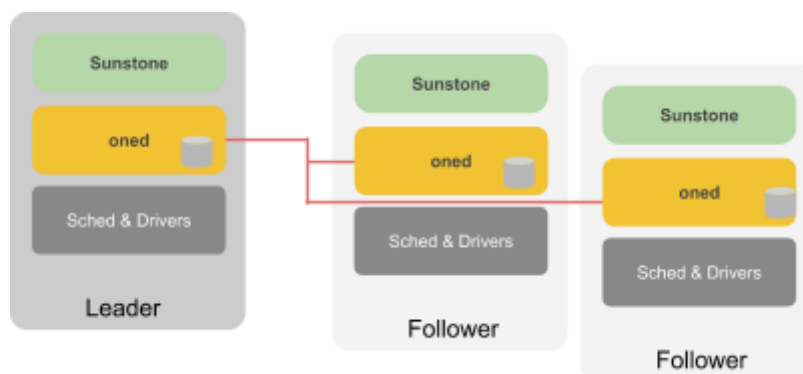 Sunstone
oned
Sched & Drivers
Leader
Sunstone
oned
Sched & Drivers
Follower
Sunstone
oned
Sched & Drivers
Follower